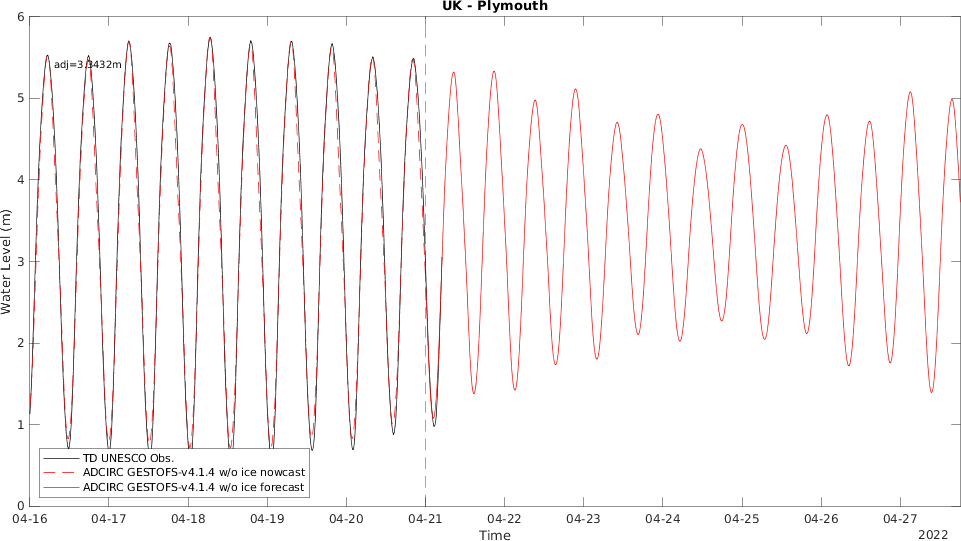 UK - Plymouth
6
adj=3.3432m
5
4
3
2
1
0
Water Level (m)
TD UNESCO Obs.
ADCIRC GESTOFS-v4.1.4 w/o ice nowcast
ADCIRC GESTOFS-v4.1.4 w/o ice forecast
04-16 04-17 04-18 04-19 04-20 04-21 04-22 04-23 04-24 04-25 04-26 04-27
Time
2022